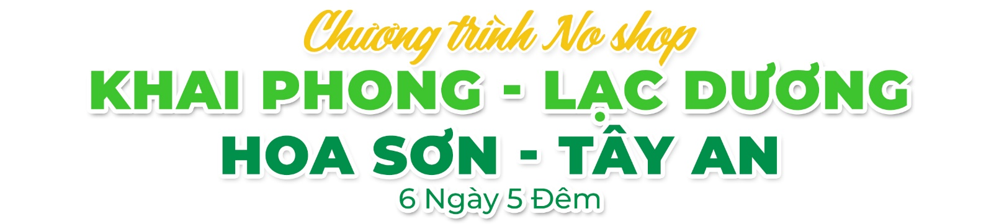 Chương trình No shop
KHAI PHONG - LẠC DƯƠNG
HOA SƠN - TÂY AN
6 Ngày 5 Đêm